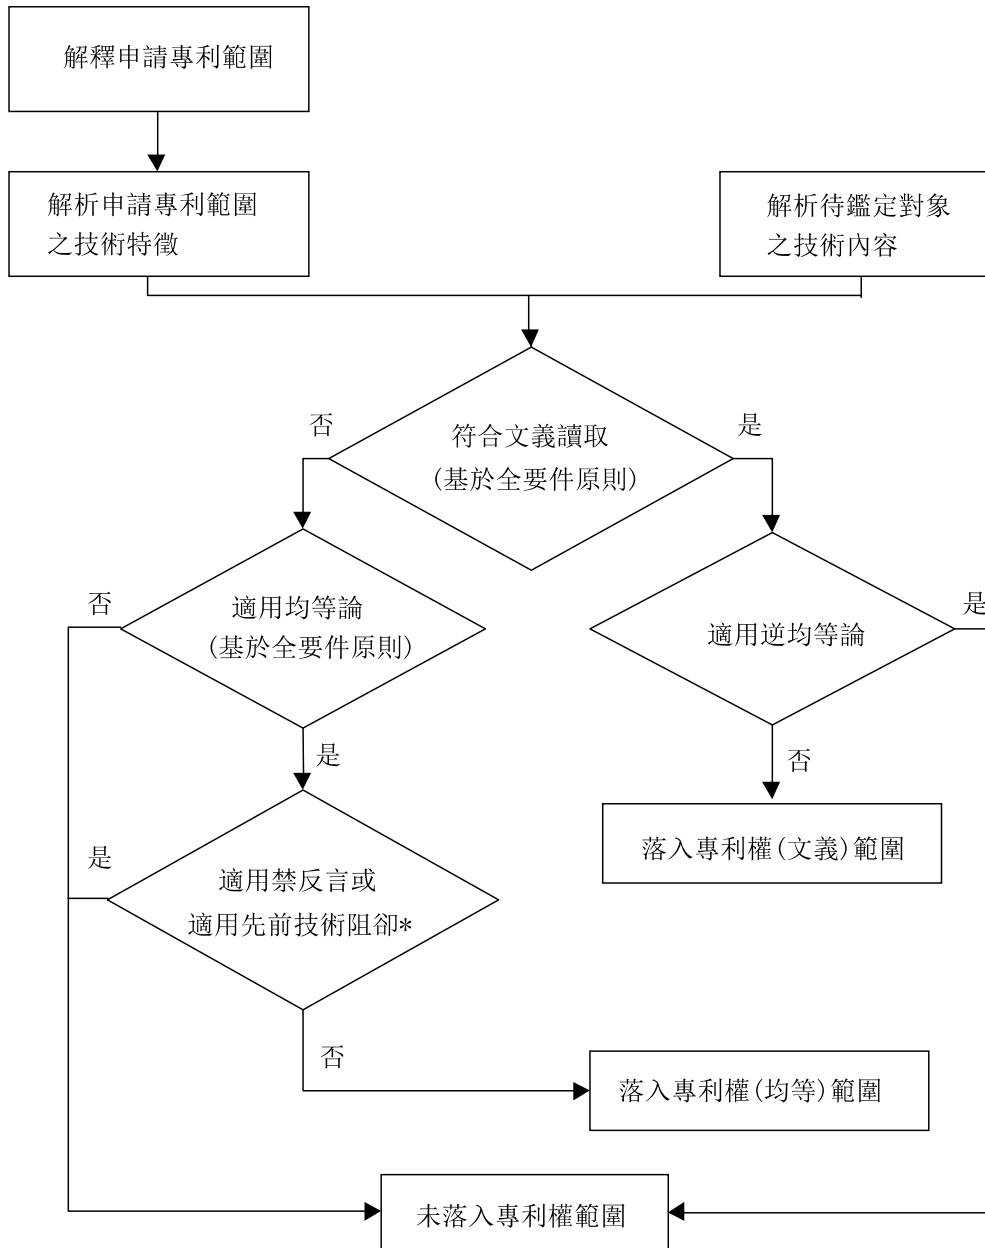 解釋申請專利範圍
解析申請專利範圍
之技術特徵
解析待鑑定對象
之技術內容
符合文義讀取
(基於全要件原則)
否
是
適用均等論
(基於全要件原則)
否
是
適用逆均等論
是
否
落入專利權(文義)範圍
適用禁反言或
適用先前技術阻卻*
是
否
落入專利權(均等)範圍
未落入專利權範圍